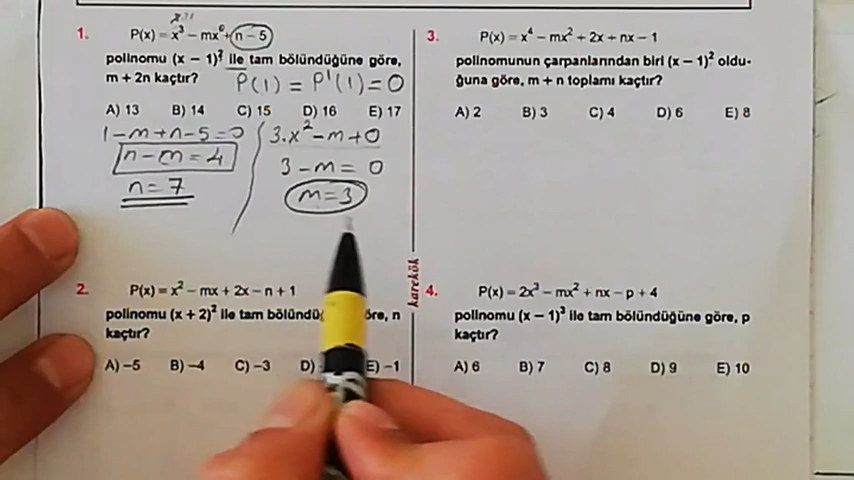 1. P(x) = x³ – mx + n – 5
polinomu (x – 1)² ile tam bölündüğüne göre,
m + 2n kaçtır?
P(1) = P'(1) = 0
A) 13 B) 14 C) 15 D) 16 E) 17
1 - m + n - 5 = 0
n - m = 4
n = 7
3.x² - m + 0
3 - m = 0
m = 3
2. P(x) = x² – mx + 2x – n + 1
polinomu (x + 2)² ile tam bölünd öre, n
kaçtır?
A) –5 B) –4 C) –3 D) E) –1
karekök
3. P(x) = x⁴ – mx² + 2x + nx – 1
polinomunun çarpanlarından biri (x – 1)² oldu-
ğuna göre, m + n toplamı kaçtır?
A) 2 B) 3 C) 4 D) 6 E) 8
4. P(x) = 2x³ – mx² + nx – p + 4
polinomu (x – 1)³ ile tam bölündüğüne göre, p
kaçtır?
A) 6 B) 7 C) 8 D) 9 E) 10